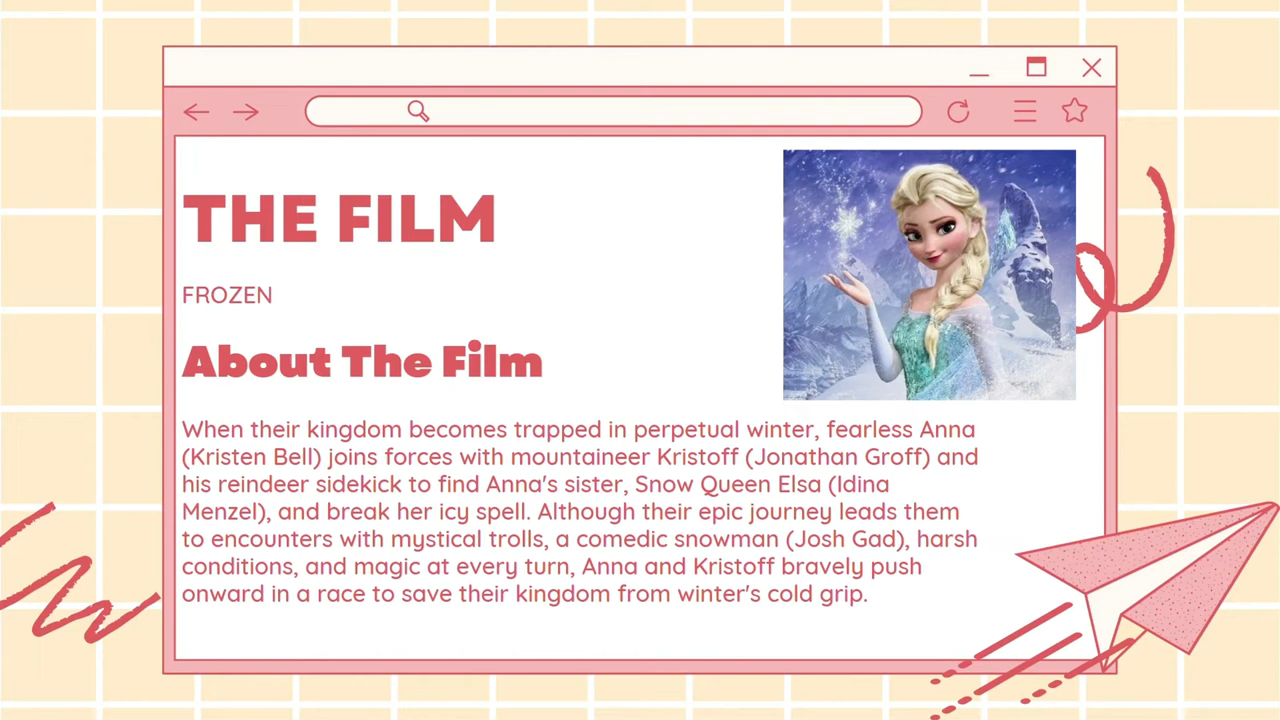 THE FILM
FROZEN
About The Film
When their kingdom becomes trapped in perpetual winter, fearless Anna
(Kristen Bell) joins forces with mountaineer Kristoff (Jonathan Groff) and
his reindeer sidekick to find Anna's sister, Snow Queen Elsa (Idina
Menzel), and break her icy spell. Although their epic journey leads them
to encounters with mystical trolls, a comedic snowman (Josh Gad), harsh
conditions, and magic at every turn, Anna and Kristoff bravely push
onward in a race to save their kingdom from winter's cold grip.